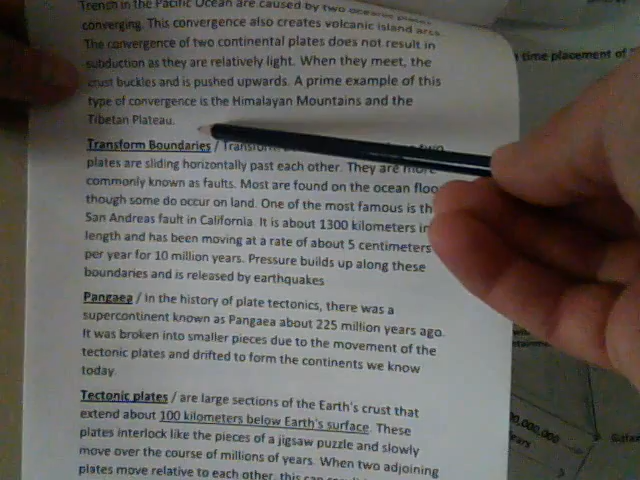 Trench in the Pacific Ocean are caused by two oceanic plates
converging. This convergence also creates volcanic island arcs.
The convergence of two continental plates does not result in
subduction as they are relatively light. When they meet, the
crust buckles and is pushed upwards. A prime example of this
type of convergence is the Himalayan Mountains and the
Tibetan Plateau.
Transform Boundaries / Transform two
plates are sliding horizontally past each other. They are more
commonly known as faults. Most are found on the ocean floo
though some do occur on land. One of the most famous is th
San Andreas fault in California. It is about 1300 kilometers in
length and has been moving at a rate of about 5 centimeters
per year for 10 million years. Pressure builds up along these
boundaries and is released by earthquakes
Pangaea / In the history of plate tectonics, there was a
supercontinent known as Pangaea about 225 million years ago.
It was broken into smaller pieces due to the movement of the
tectonic plates and drifted to form the continents we know
today.
Tectonic plates / are large sections of the Earth's crust that
extend about 100 kilometers below Earth's surface. These
plates interlock like the pieces of a jigsaw puzzle and slowly
move over the course of millions of years. When two adjoining
plates move relative to each other, this can
time placement of
00,000,000